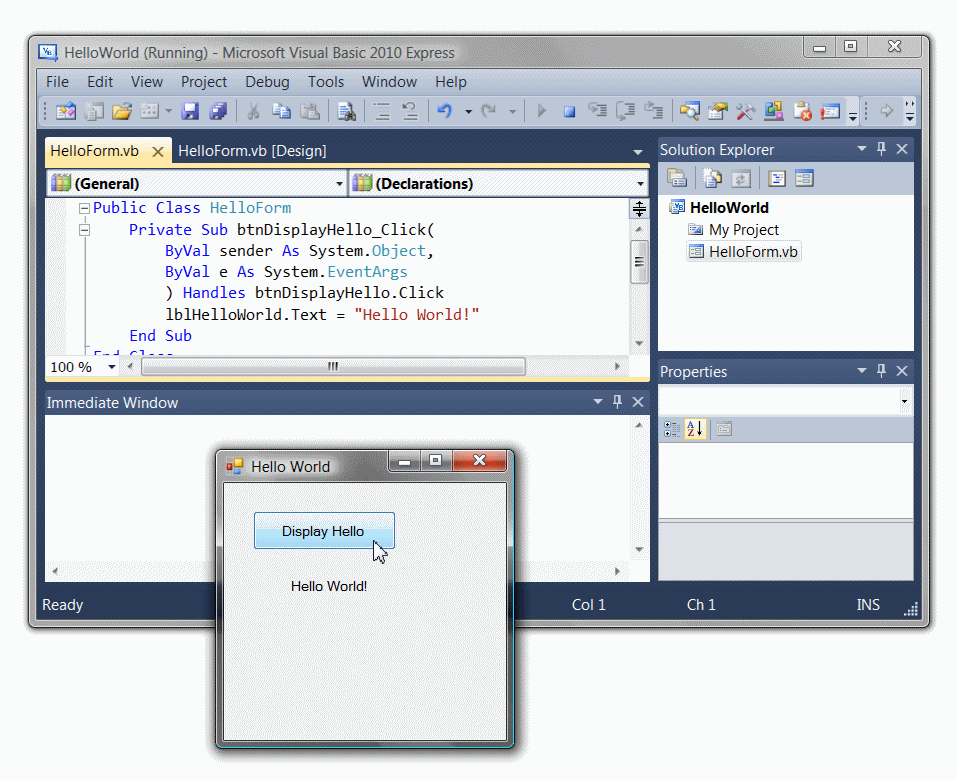 HelloWorld (Running) - Microsoft Visual Basic 2010 Express
File Edit View Project Debug Tools Window Help
HelloForm.vb HelloForm.vb [Design]
(General) (Declarations)
Public Class HelloForm
Private Sub btnDisplayHello_Click(
ByVal sender As System.Object,
ByVal e As System.EventArgs
) Handles btnDisplayHello.Click
lblHelloWorld.Text = "Hello World!"
End Sub
End Class
100 %
Solution Explorer
HelloWorld
My Project
HelloForm.vb
Properties
Immediate Window
Hello World
Display Hello
Hello World!
Ready Col 1 Ch 1 INS